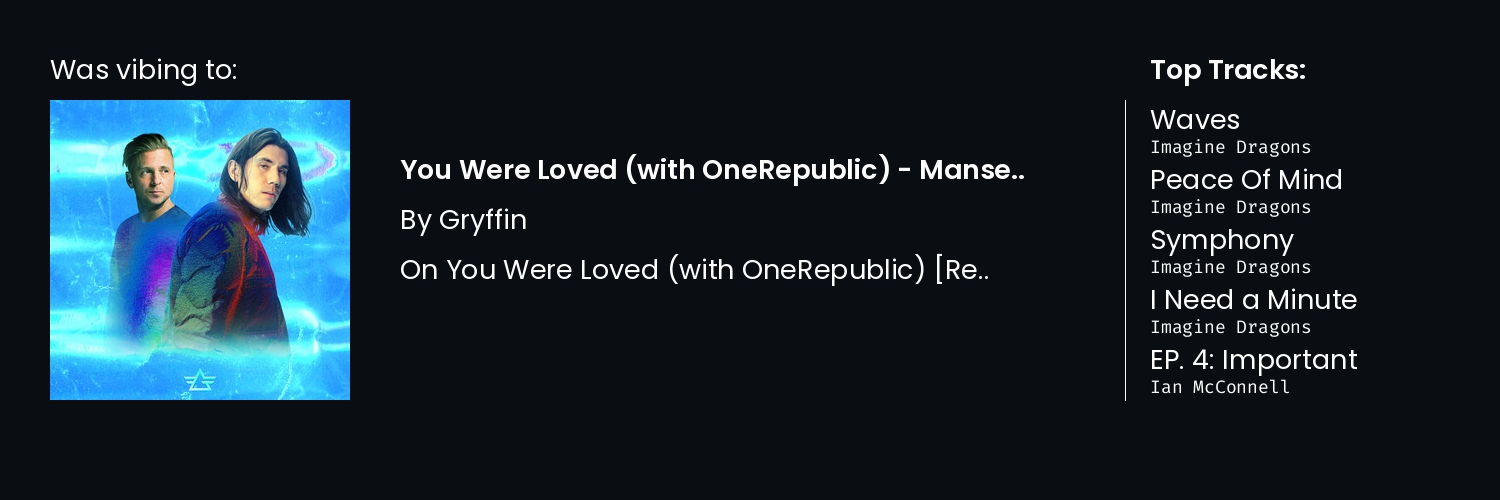 Was vibing to:
You Were Loved (with OneRepublic) - Manse..
By Gryffin
On You Were Loved (with OneRepublic) [Re..
Top Tracks:
Waves
Imagine Dragons
Peace Of Mind
Imagine Dragons
Symphony
Imagine Dragons
I Need a Minute
Imagine Dragons
EP. 4: Important
Ian McConnell